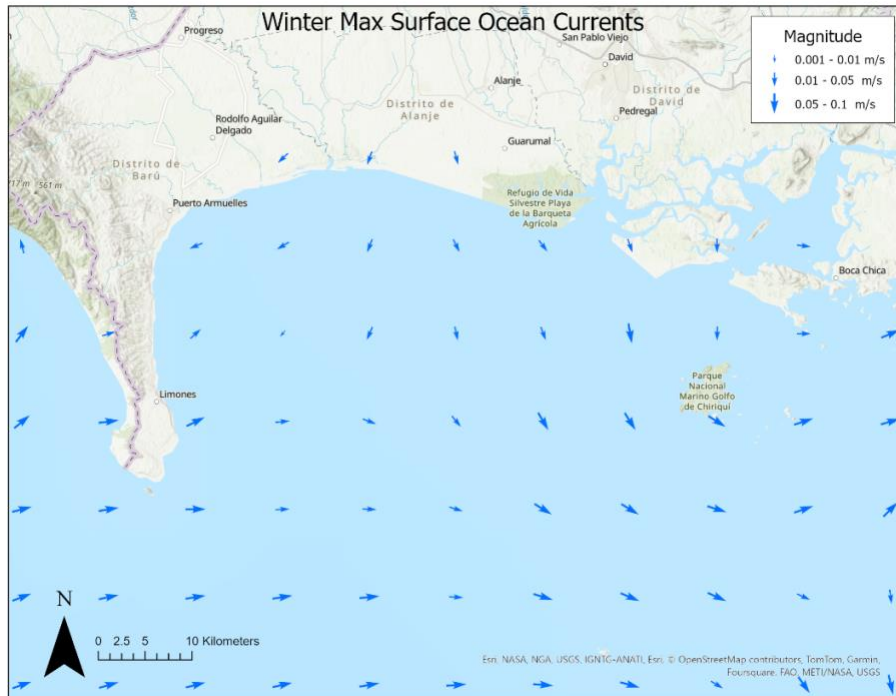 Winter Max Surface Ocean Currents
Magnitude
0.001 - 0.01 m/s
0.01 - 0.05 m/s
0.05 - 0.1 m/s
Progreso
San Pablo Viejo
David
Alanje
Distrito de
Alanje
Distrito de
David
Pedregal
Rodolfo Aguilar
Delgado
Guarumal
Distrito de
Barú
561 m
Puerto Armuelles
Refugio de Vida
Silvestre Playa
de la Barqueta
Agrícola
Boca Chica
Parque
Nacional
Marino Golfo
de Chiriquí
Limones
N
0 2.5 5 10 Kilometers
Esri, NASA, NGA, USGS, IGNTG-ANATI, Esri, © OpenStreetMap contributors, TomTom, Garmin,
Foursquare, FAO, METI/NASA, USGS